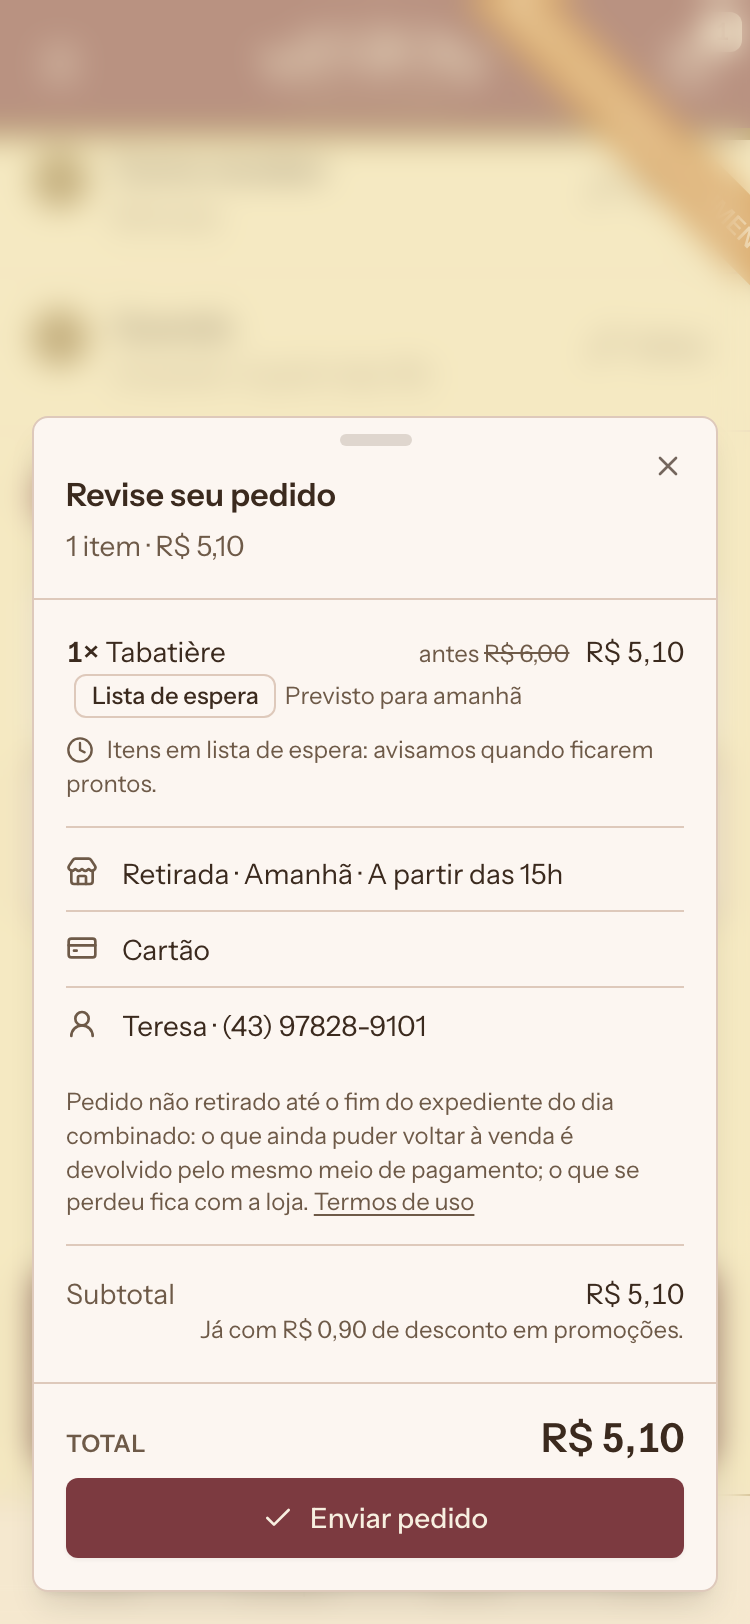 Revise seu pedido
1 item · R$ 5,10
1× Tabatière antes R$ 6,00 R$ 5,10
Lista de espera Previsto para amanhã
Itens em lista de espera: avisamos quando ficarem
prontos.
Retirada · Amanhã · A partir das 15h
Cartão
Teresa · (43) 97828-9101
Pedido não retirado até o fim do expediente do dia
combinado: o que ainda puder voltar à venda é
devolvido pelo mesmo meio de pagamento; o que se
perdeu fica com a loja. Termos de uso
Subtotal R$ 5,10
Já com R$ 0,90 de desconto em promoções.
TOTAL R$ 5,10
Enviar pedido